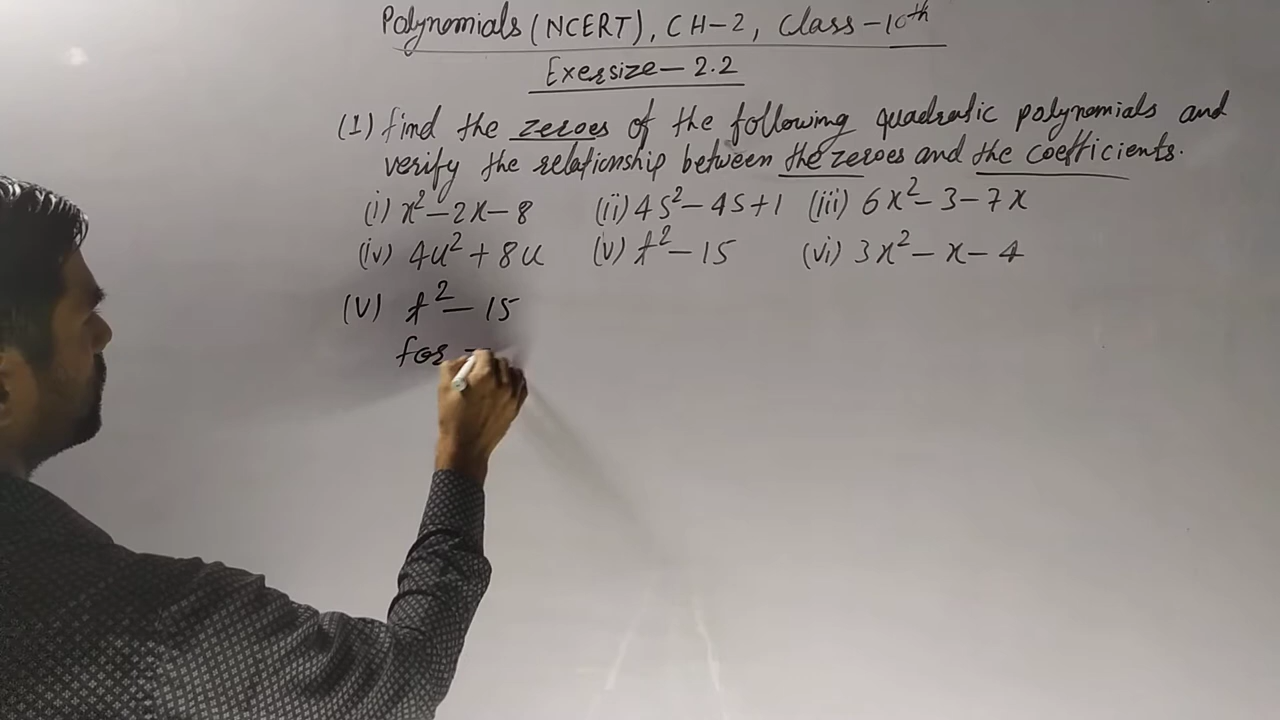 Polynomials (NCERT), CH-2, Class-10th
Exersize-2.2
(1) find the zeroes of the following quadratic polynomials and
verify the relationship between the zeroes and the coefficients.
(i) x²-2x-8 (ii) 4s²-4s+1 (iii) 6x²-3-7x
(iv) 4u²+8u (v) t²-15 (vi) 3x²-x-4
(v) t²-15
for